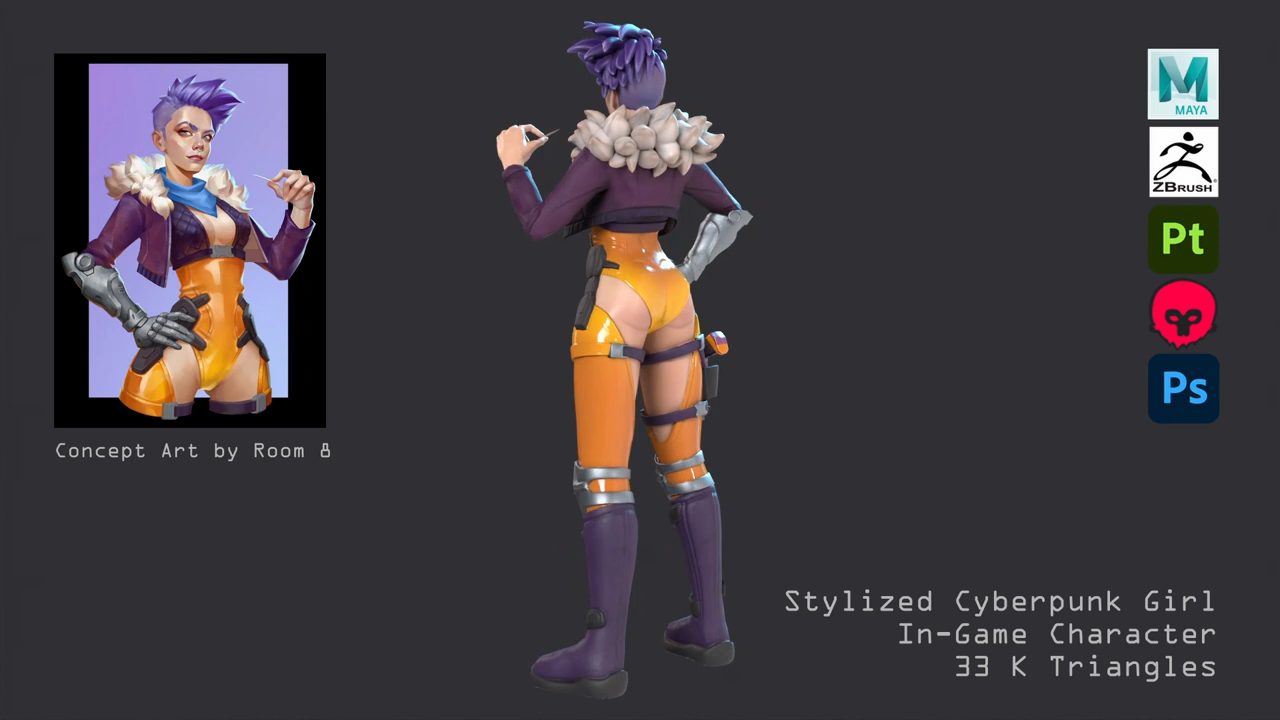 MAYA
ZBRUSH
Pt
Ps
Concept Art by Room 8
Stylized Cyberpunk Girl
In-Game Character
33 K Triangles